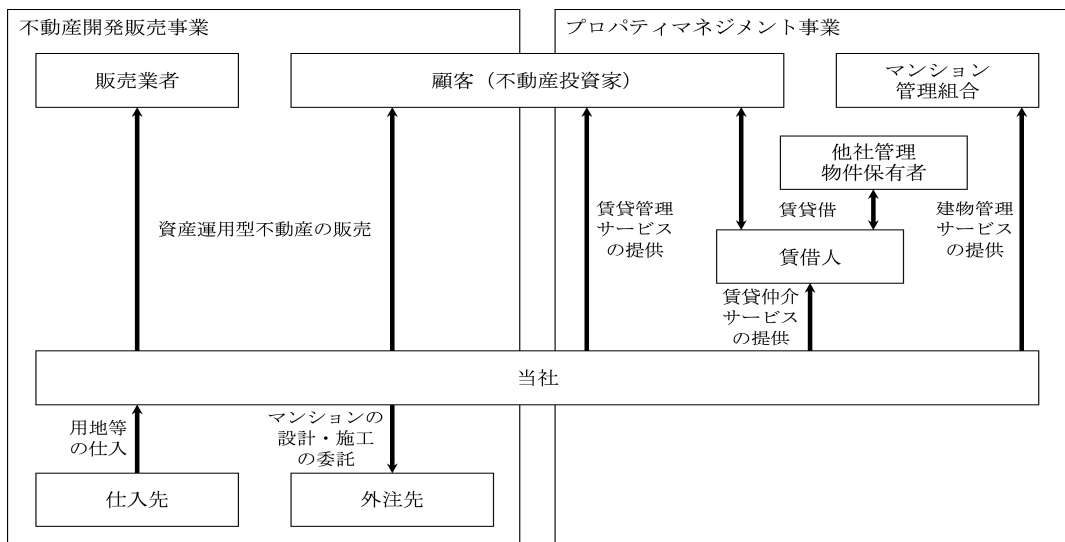 不動産開発販売事業
プロパティマネジメント事業
販売業者
顧客（不動産投資家）
マンション
管理組合
他社管理
物件保有者
資産運用型不動産の販売
賃貸管理
サービス
の提供
賃貸借
建物管理
サービス
の提供
賃借人
賃貸仲介
サービス
の提供
当社
用地等
の仕入
マンションの
設計・施工
の委託
仕入先
外注先